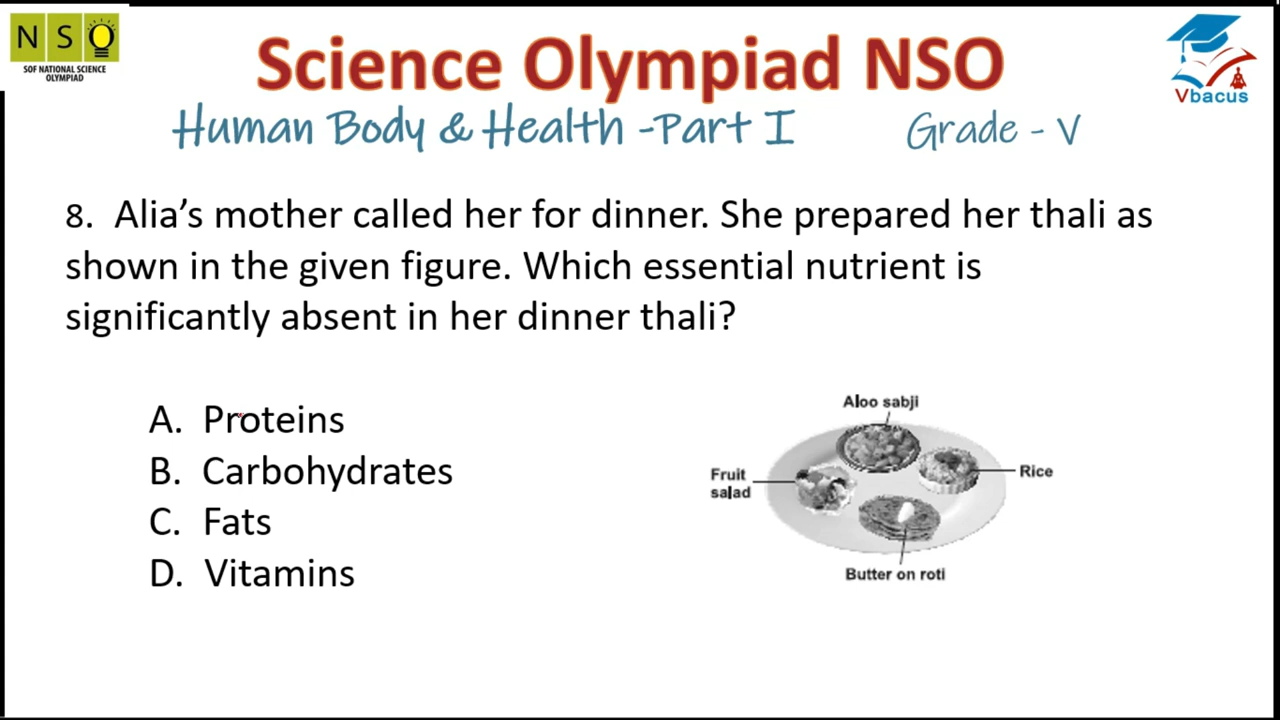 NSO
SOF NATIONAL SCIENCE
OLYMPIAD
Science Olympiad NSO
Vbacus
Human Body & Health -Part I Grade - V
8. Alia’s mother called her for dinner. She prepared her thali as
shown in the given figure. Which essential nutrient is
significantly absent in her dinner thali?
A. Proteins
B. Carbohydrates
C. Fats
D. Vitamins
Aloo sabji
Fruit
salad
Rice
Butter on roti